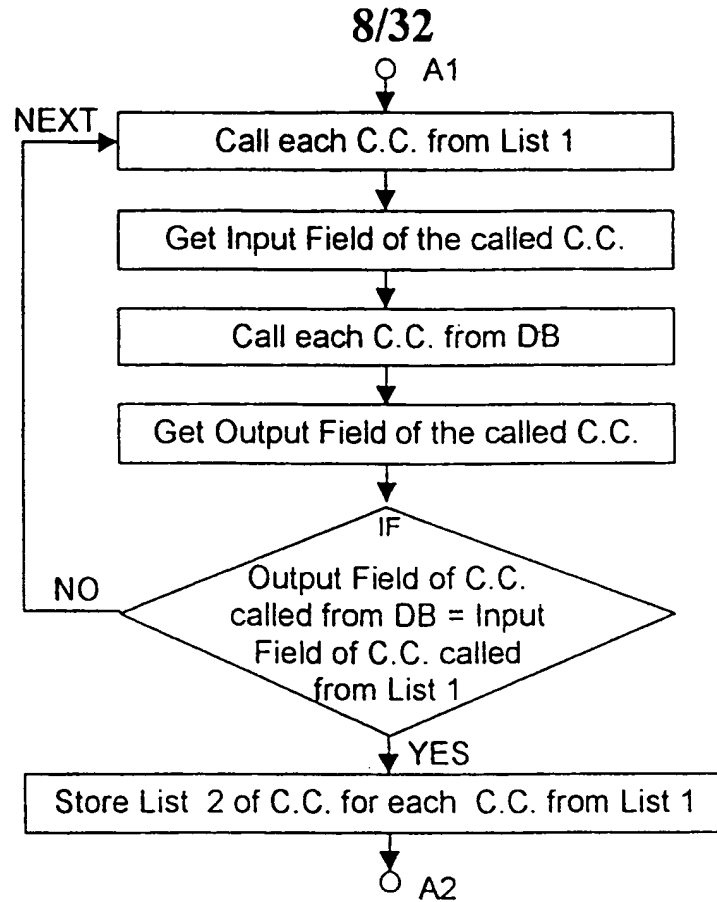 8/32
A1
NEXT
Call each C.C. from List 1
Get Input Field of the called C.C.
Call each C.C. from DB
Get Output Field of the called C.C.
IF
Output Field of C.C.
called from DB = Input
Field of C.C. called
from List 1
NO
YES
Store List 2 of C.C. for each C.C. from List 1
A2